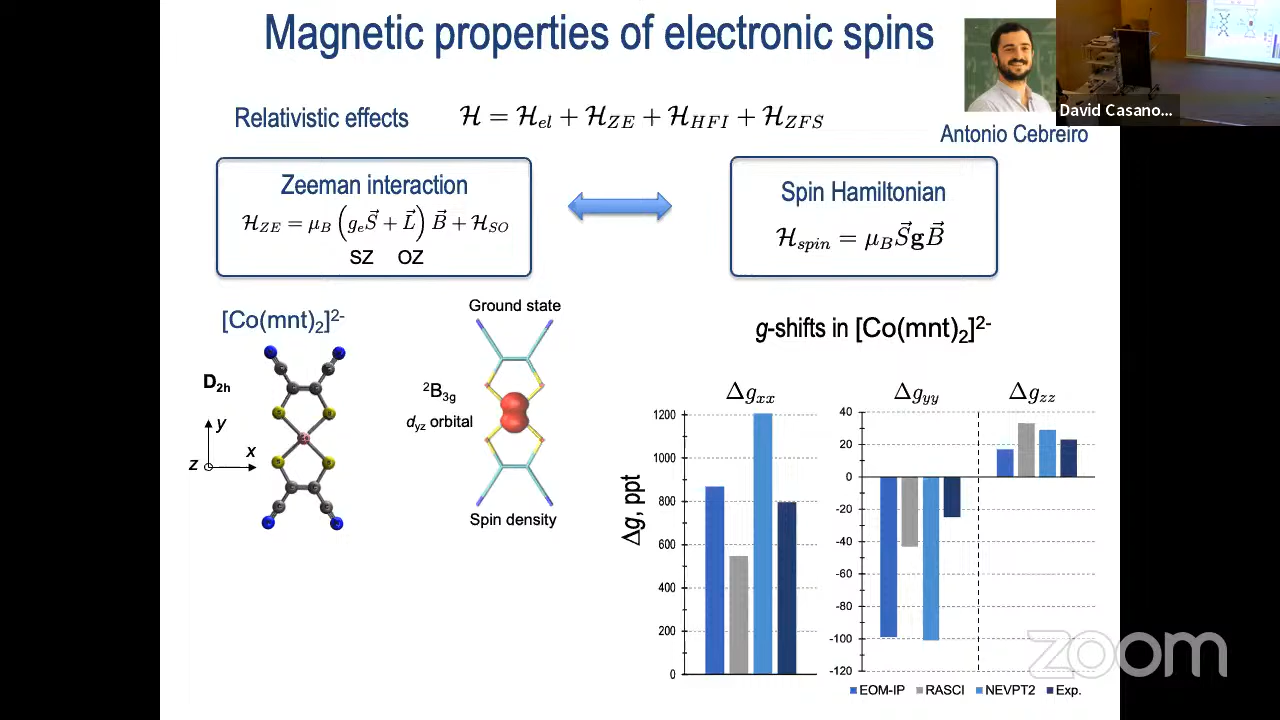 Magnetic properties of electronic spins
David Casano...
Relativistic effects
ℋ = ℋ_el + ℋ_ZE + ℋ_HFI + ℋ_ZFS
Antonio Cebreiro
Zeeman interaction
ℋ_ZE = μ_B (g_e S⃗ + L⃗) B⃗ + ℋ_SO
SZ OZ
Spin Hamiltonian
ℋ_spin = μ_B S⃗gB⃗
[Co(mnt)₂]²⁻
D₂ₕ
y
x
z
Ground state
²B₃g
d_yz orbital
Spin density
g-shifts in [Co(mnt)₂]²⁻
Δg_xx
Δg_yy
Δg_zz
Δg, ppt
1200
1000
800
600
400
200
0
40
20
0
-20
-40
-60
-80
-100
-120
EOM-IP RASCI NEVPT2 Exp.
zoom